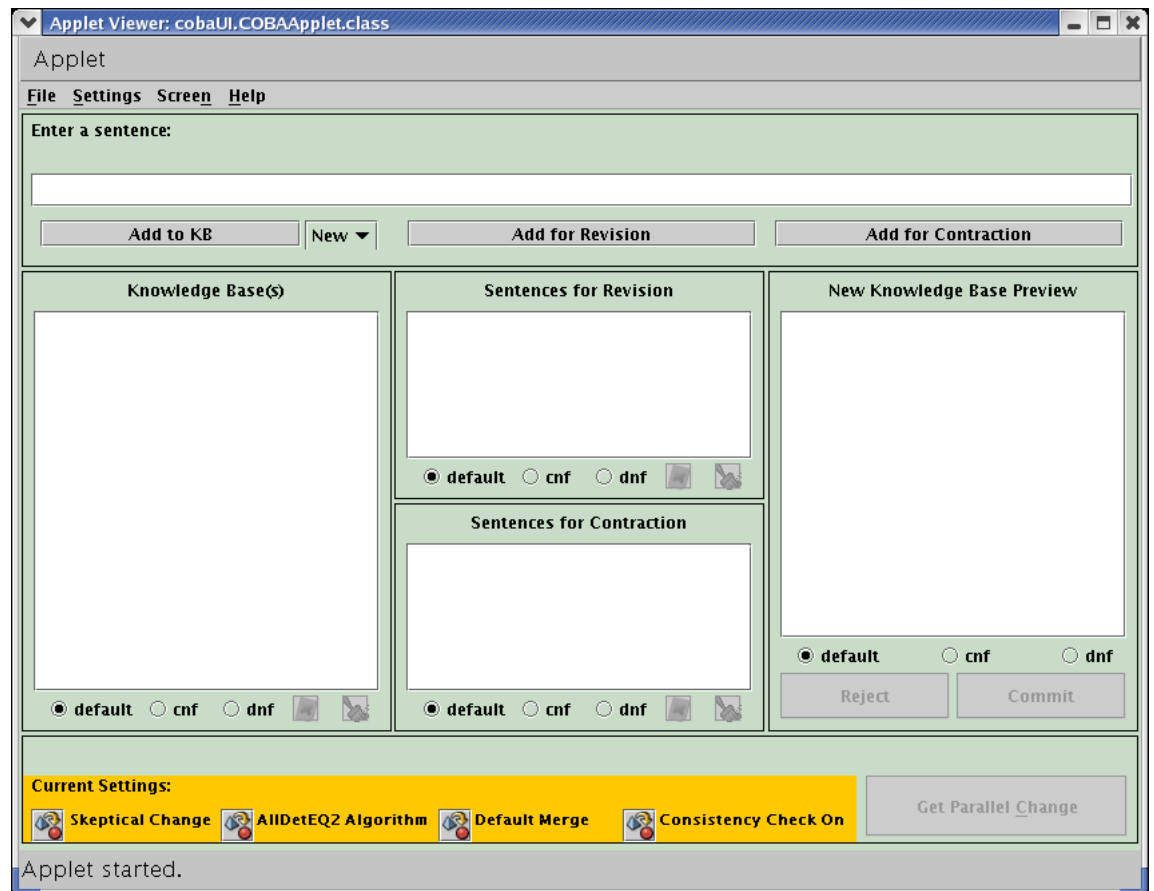 Applet Viewer: cobaUI.COBAApplet.class
Applet
File Settings Screen Help
Enter a sentence:
Add to KB New Add for Revision Add for Contraction
Knowledge Base(s) Sentences for Revision New Knowledge Base Preview
default cnf dnf
Sentences for Contraction
default cnf dnf
Reject Commit
default cnf dnf default cnf dnf
Current Settings:
Skeptical Change AllDetEQ2 Algorithm Default Merge Consistency Check On Get Parallel Change
Applet started.